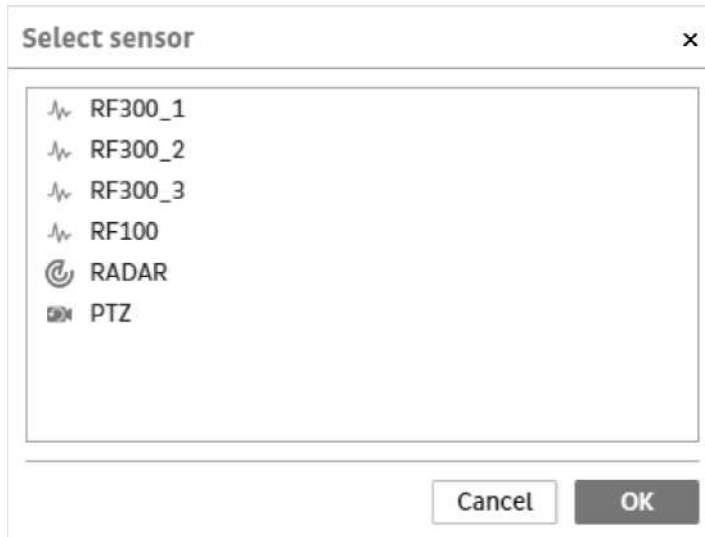 Select sensor
RF300_1
RF300_2
RF300_3
RF100
RADAR
PTZ
Cancel OK